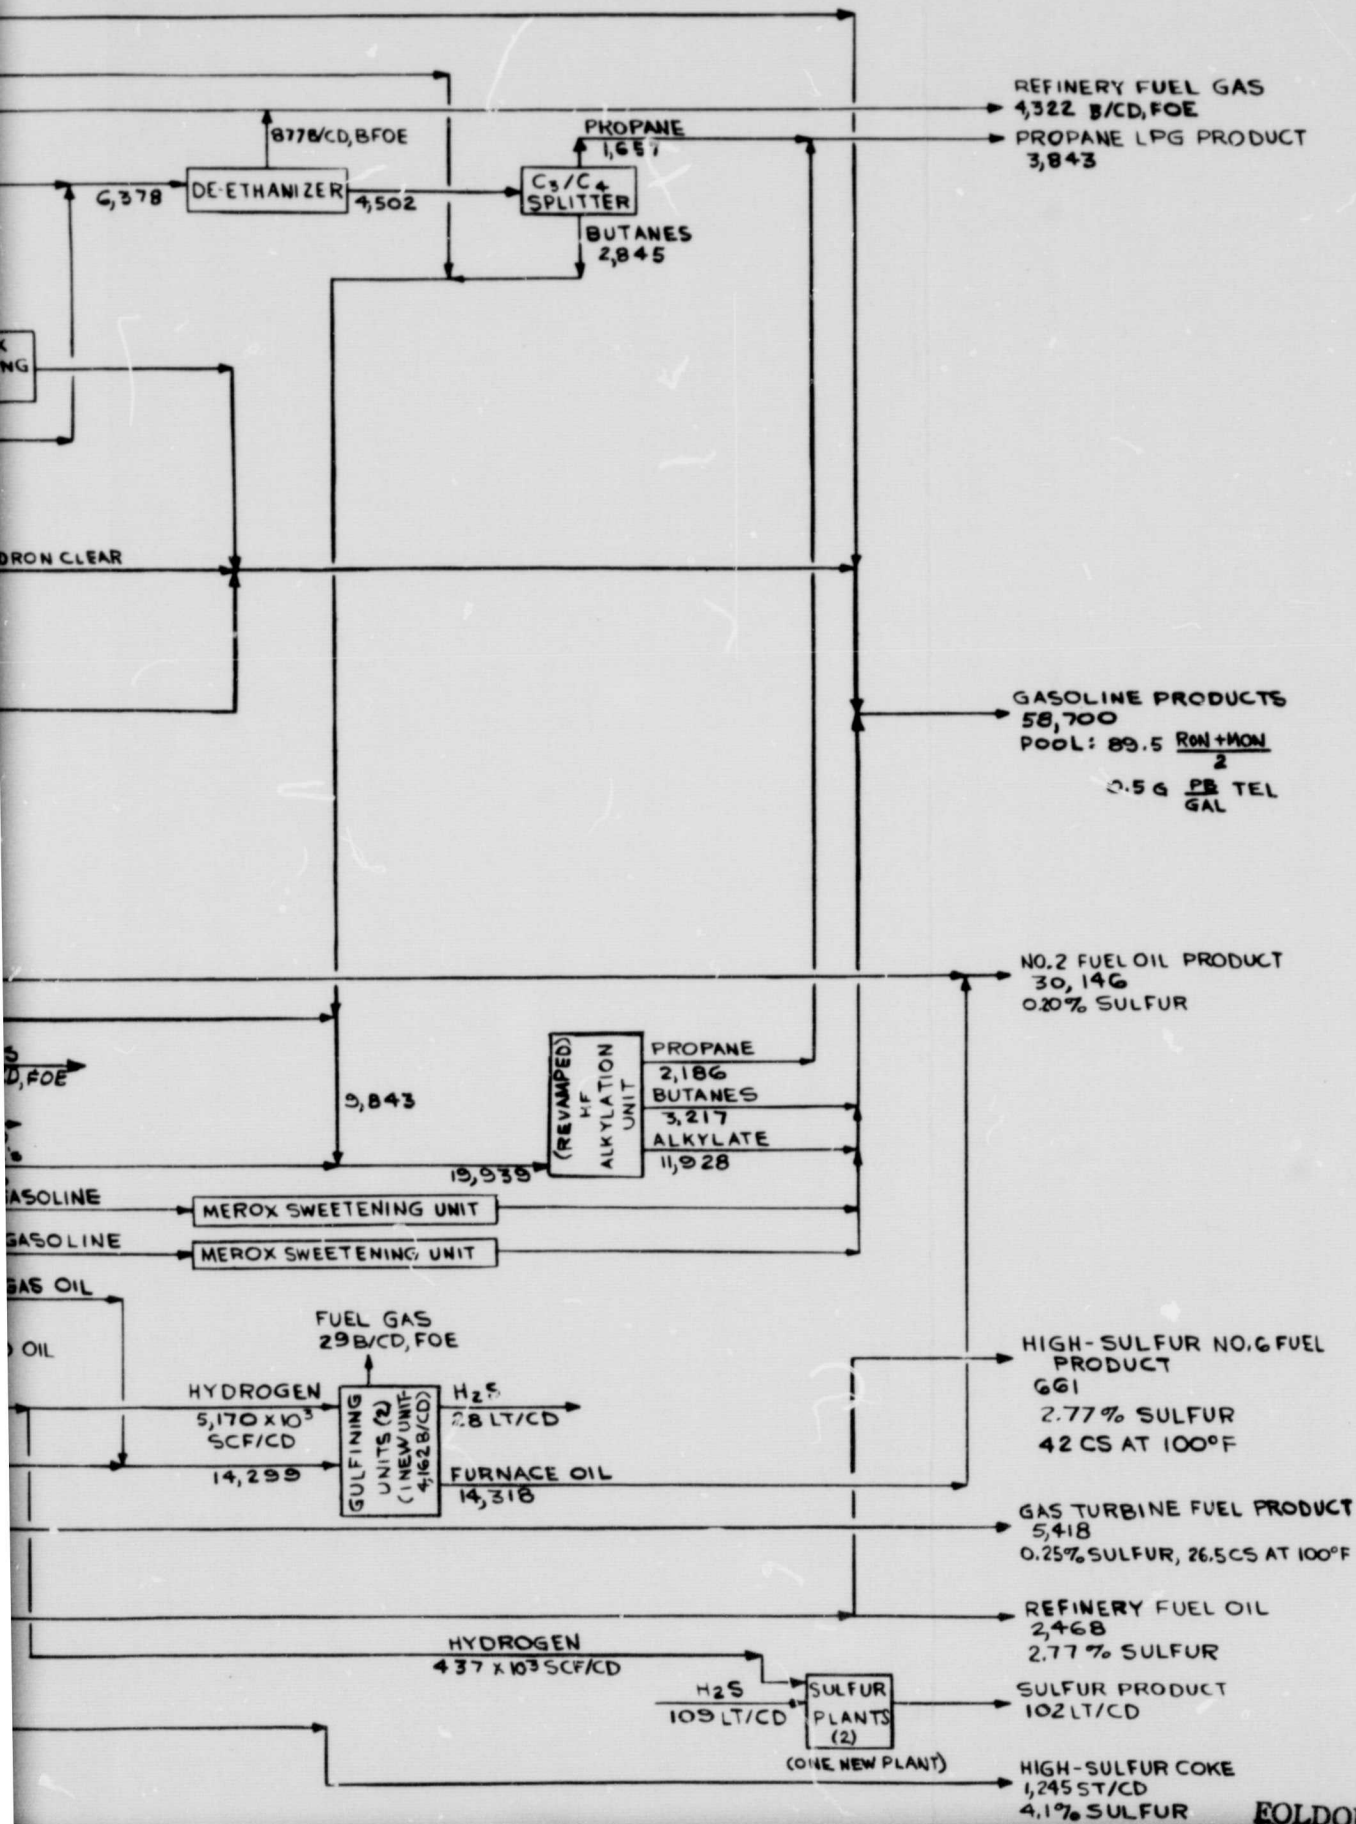 REFINERY FUEL GAS
4,322 B/CD, FOE
877B/CD, BFOE
PROPANE
1,657
PROPANE LPG PRODUCT
3,843
6,378
DE-ETHANIZER
4,502
C3/C4
SPLITTER
BUTANES
2,845
NG
DRON CLEAR
GASOLINE PRODUCTS
58,700
POOL: 89.5 RON+MON
2
0.5 G PB TEL
GAL
NO.2 FUEL OIL PRODUCT
30,146
0.20% SULFUR
D, FOE
9,843
(REVAMPED)
HF
ALKYLATION
UNIT
PROPANE
2,186
BUTANES
3,217
ALKYLATE
11,928
19,939
ASOLINE
MEROX SWEETENING UNIT
GASOLINE
MEROX SWEETENING UNIT
GAS OIL
OIL
FUEL GAS
29 B/CD, FOE
HYDROGEN
5,170 X 10³
SCF/CD
14,299
GULFINING
UNITS (2)
(1 NEW UNIT-
4,162 B/CD)
H2S
28 LT/CD
FURNACE OIL
14,318
HIGH-SULFUR NO.6 FUEL
PRODUCT
661
2.77% SULFUR
42 CS AT 100°F
GAS TURBINE FUEL PRODUCT
5,418
0.25% SULFUR, 26.5CS AT 100°F
REFINERY FUEL OIL
2,468
2.77% SULFUR
HYDROGEN
437 X 10³ SCF/CD
H2S
109 LT/CD
SULFUR
PLANTS
(2)
(ONE NEW PLANT)
SULFUR PRODUCT
102 LT/CD
HIGH-SULFUR COKE
1,245 ST/CD
4.1% SULFUR
FOLDO